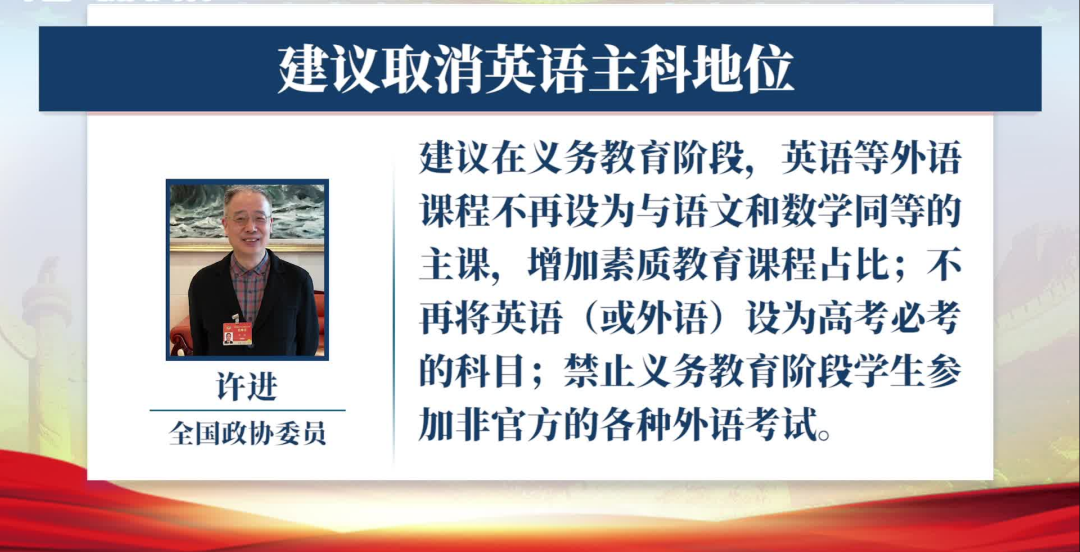 建议取消英语主科地位
建议在义务教育阶段，英语等外语
课程不再设为与语文和数学同等的
主课，增加素质教育课程占比；不
再将英语（或外语）设为高考必考
的科目；禁止义务教育阶段学生参
加非官方的各种外语考试。
许进
全国政协委员